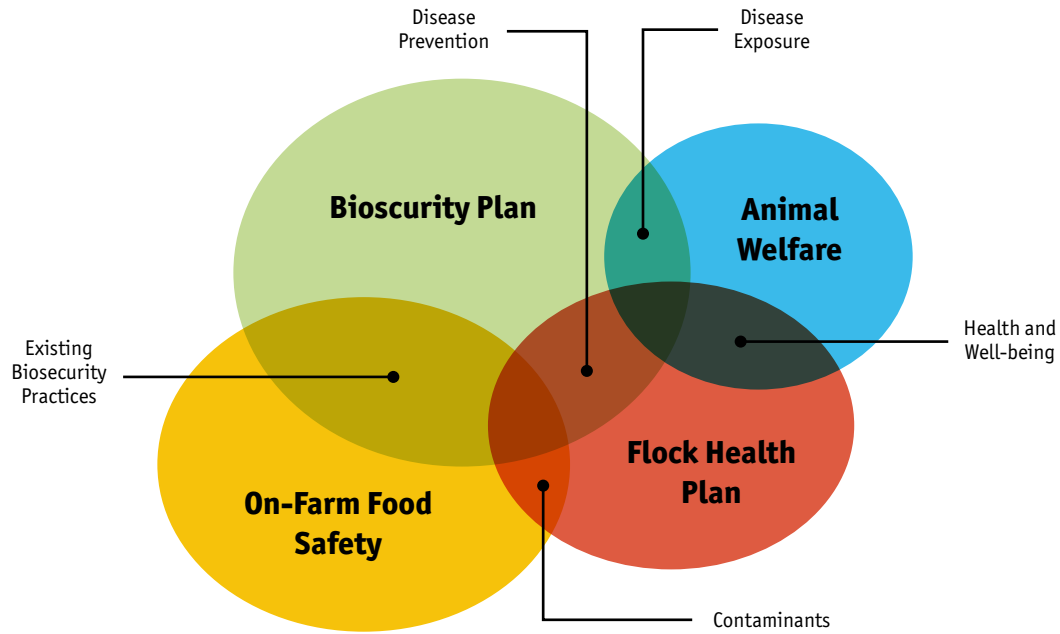 Disease
Prevention
Disease
Exposure
Bioscurity Plan
Animal
Welfare
Existing
Biosecurity
Practices
Health and
Well-being
On-Farm Food
Safety
Flock Health
Plan
Contaminants